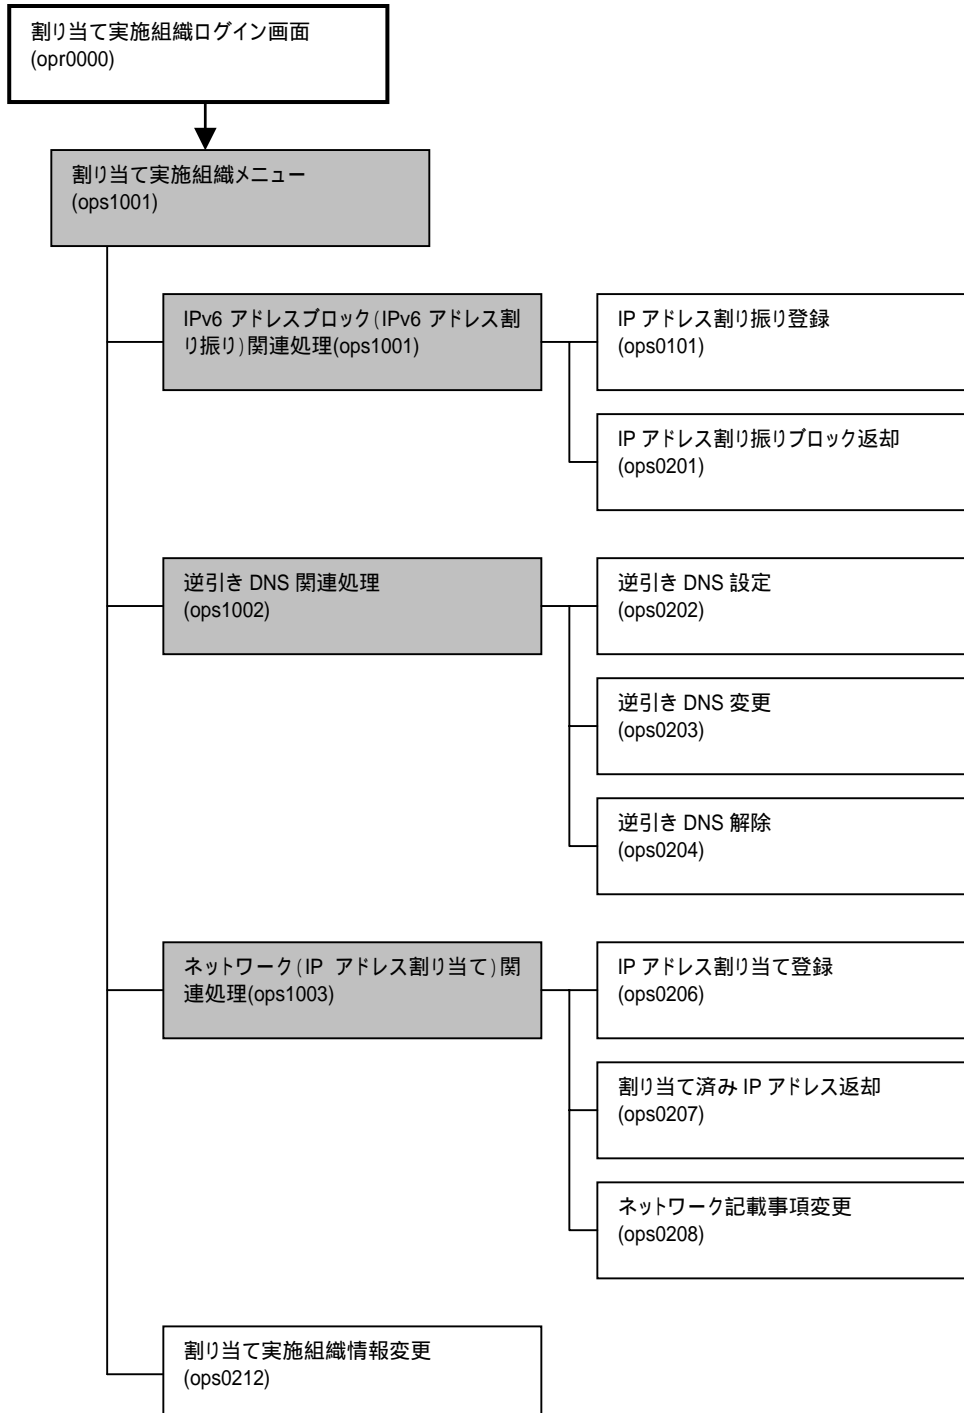 割り当て実施組織ログイン画面
(opr0000)
割り当て実施組織メニュー
(ops1001)
IPv6 アドレスブロック(IPv6 アドレス割
り振り)関連処理(ops1001)
IP アドレス割り振り登録
(ops0101)
IP アドレス割り振りブロック返却
(ops0201)
逆引き DNS 関連処理
(ops1002)
逆引き DNS 設定
(ops0202)
逆引き DNS 変更
(ops0203)
逆引き DNS 解除
(ops0204)
ネットワーク(IP アドレス割り当て)関
連処理(ops1003)
IP アドレス割り当て登録
(ops0206)
割り当て済み IP アドレス返却
(ops0207)
ネットワーク記載事項変更
(ops0208)
割り当て実施組織情報変更
(ops0212)